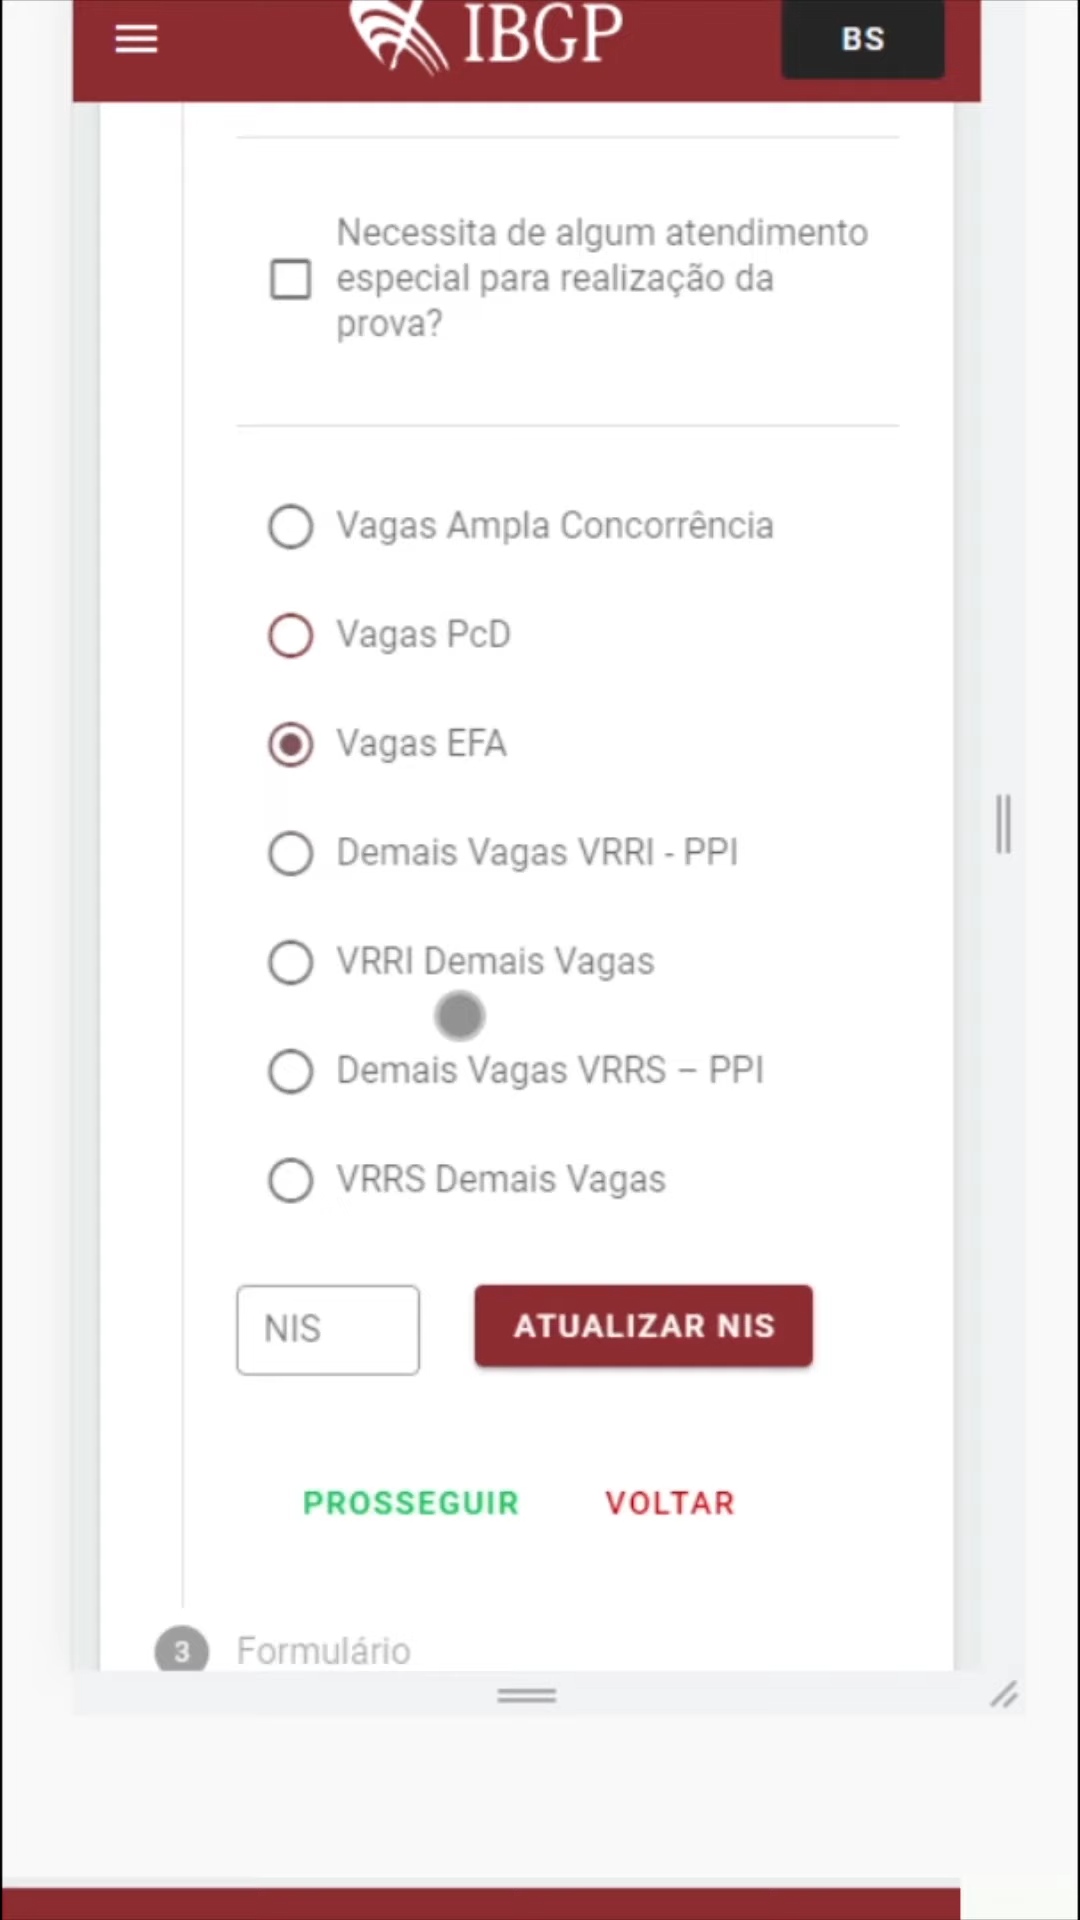 IBGP
BS
Necessita de algum atendimento
especial para realização da
prova?
Vagas Ampla Concorrência
Vagas PcD
Vagas EFA
Demais Vagas VRRI - PPI
VRRI Demais Vagas
Demais Vagas VRRS – PPI
VRRS Demais Vagas
NIS
ATUALIZAR NIS
PROSSEGUIR VOLTAR
3 Formulário